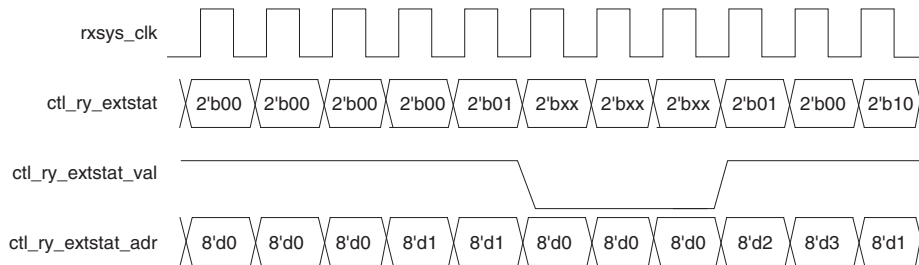 rxsys_clk
ctl_ry_extstat 2'b00 2'b00 2'b00 2'b00 2'b01 2'bxx 2'bxx 2'bxx 2'b01 2'b00 2'b10
ctl_ry_extstat_val
ctl_ry_extstat_adr 8'd0 8'd0 8'd0 8'd1 8'd1 8'd0 8'd0 8'd0 8'd2 8'd3 8'd1